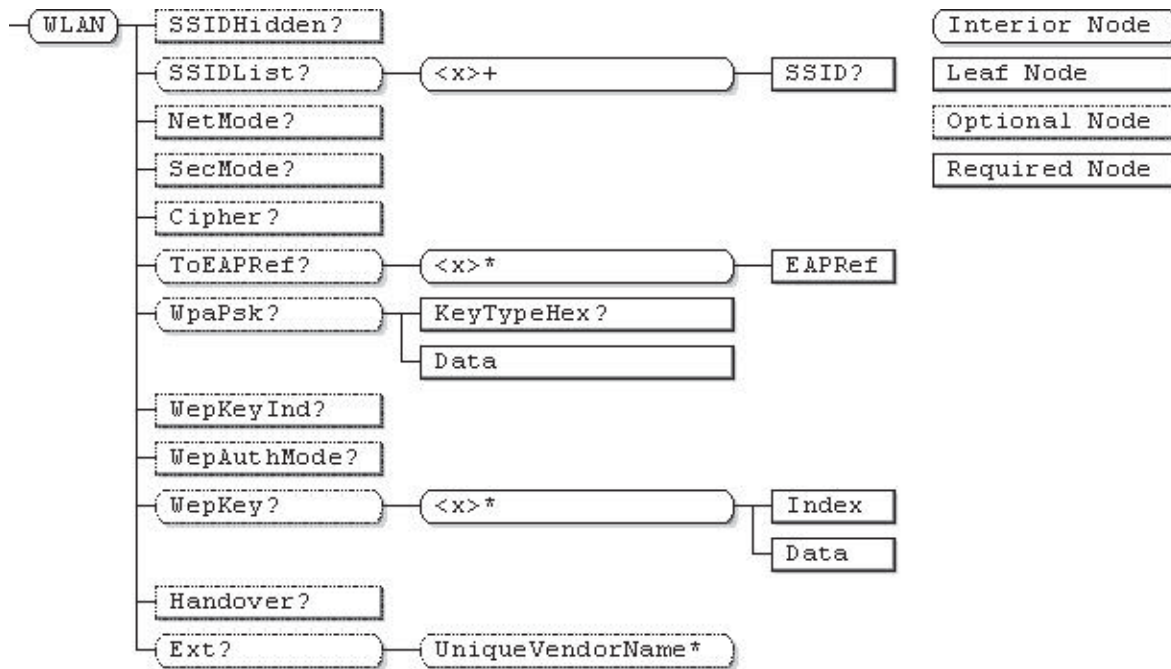 WLAN SSIDHidden? Interior Node
SSIDList? <x>+ SSID? Leaf Node
NetMode? Optional Node
SecMode? Required Node
Cipher?
ToEAPRef? <x>* EAPRef
WpaPsk? KeyTypeHex?
Data
WepKeyInd?
WepAuthMode?
WepKey? <x>* Index
Data
Handover?
Ext? UniqueVendorName*